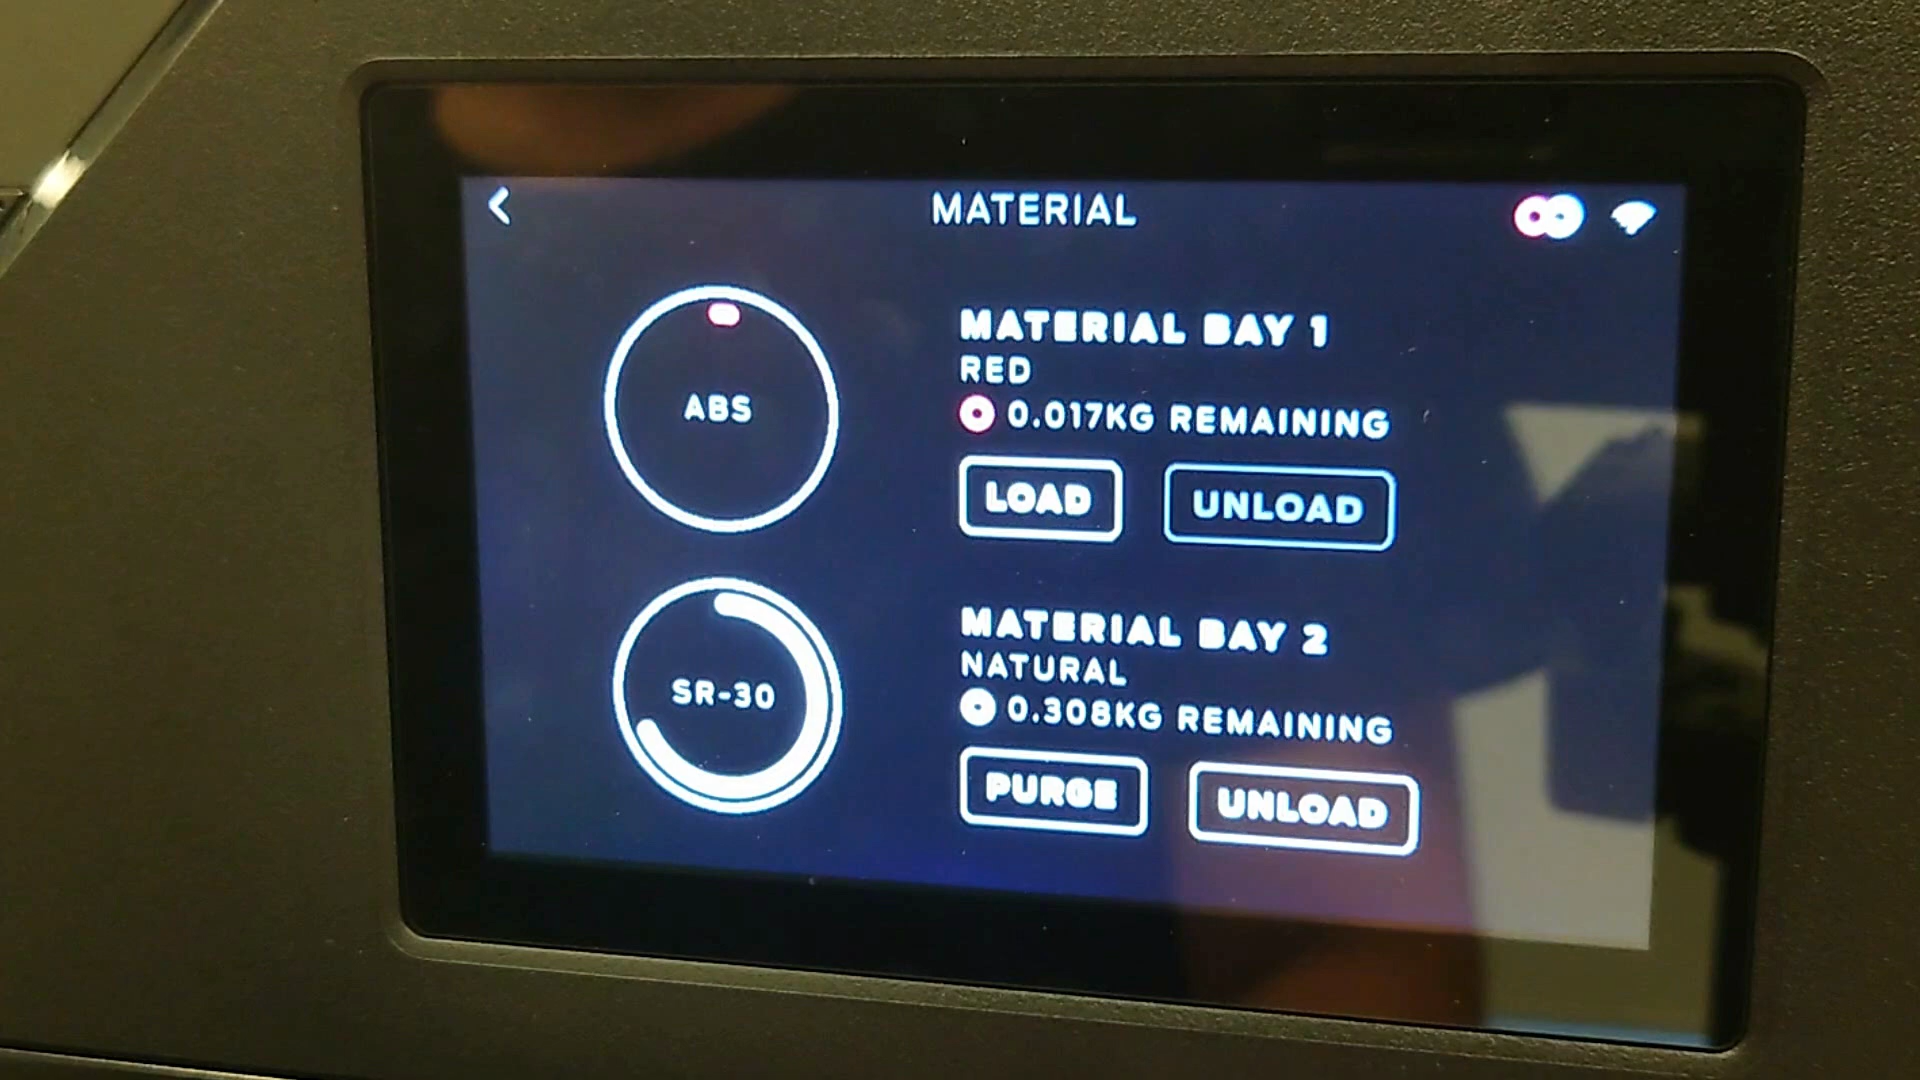 MATERIAL
ABS
MATERIAL BAY 1
RED
0.017KG REMAINING
LOAD
UNLOAD
SR-30
MATERIAL BAY 2
NATURAL
0.308KG REMAINING
PURGE
UNLOAD